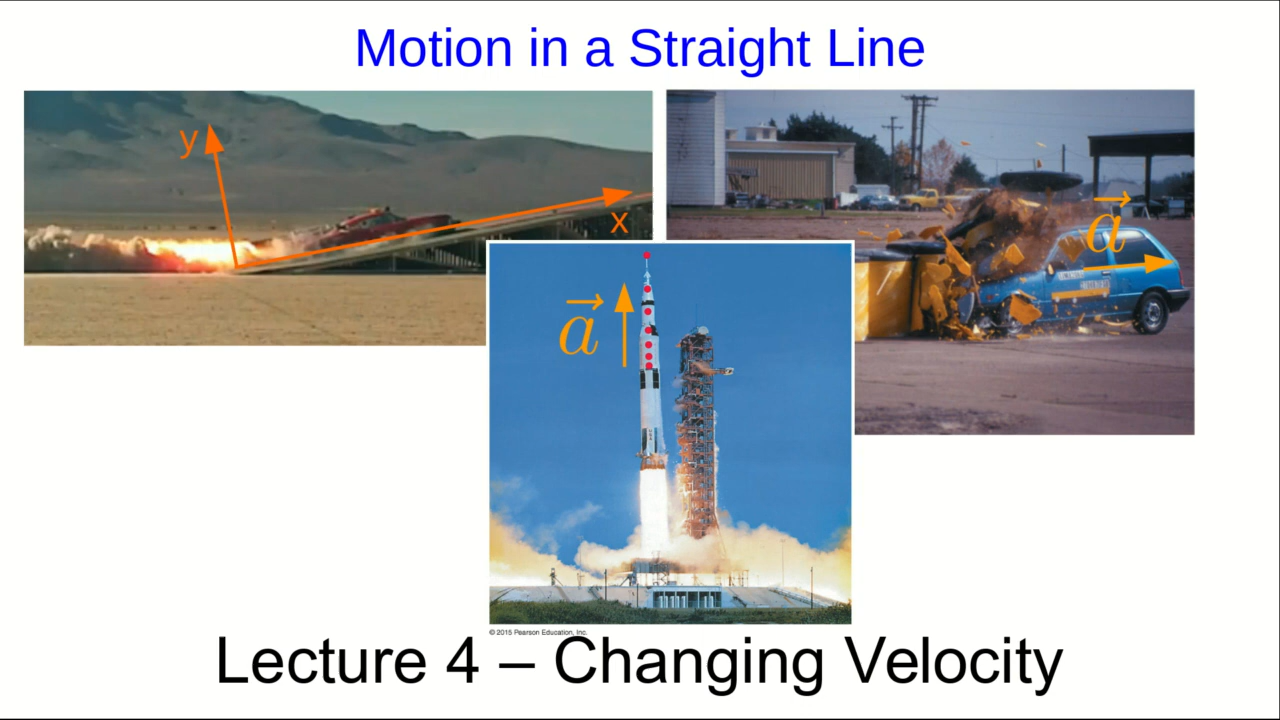 Motion in a Straight Line
y
x
a
a
© 2015 Pearson Education, Inc.
Lecture 4 – Changing Velocity